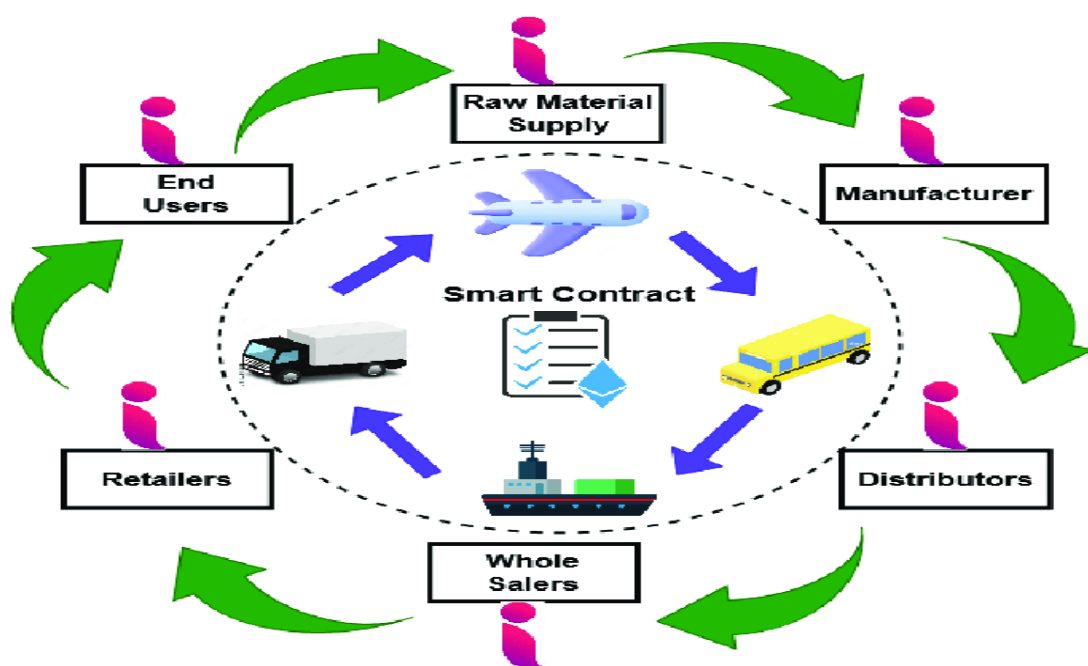 Raw Material
Supply
End
Users
Manufacturer
Smart Contract
Retailers
Distributors
Whole
Salers